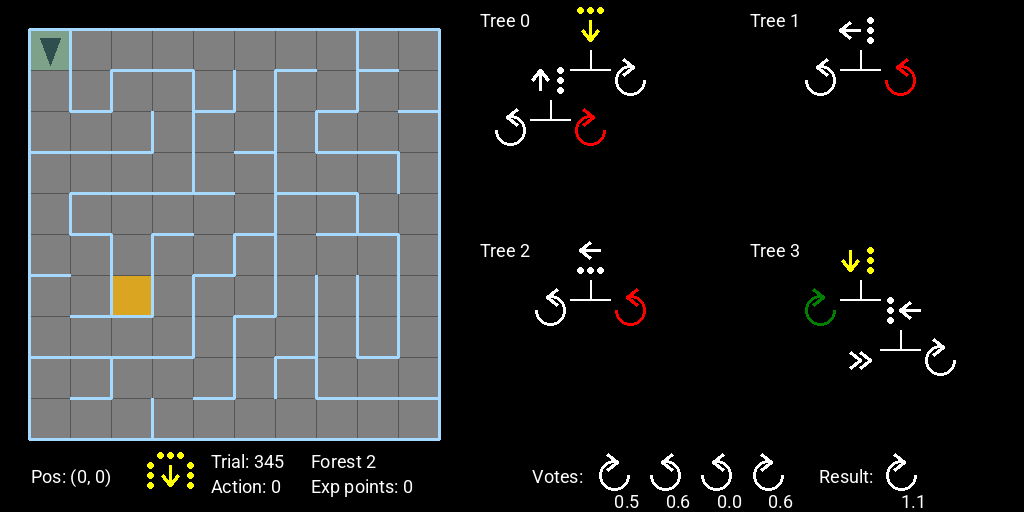 Tree 0
Tree 1
Tree 2
Tree 3
Pos: (0, 0)
Trial: 345
Forest 2
Action: 0
Exp points: 0
Votes:
0.5
0.6
0.0
0.6
Result:
1.1